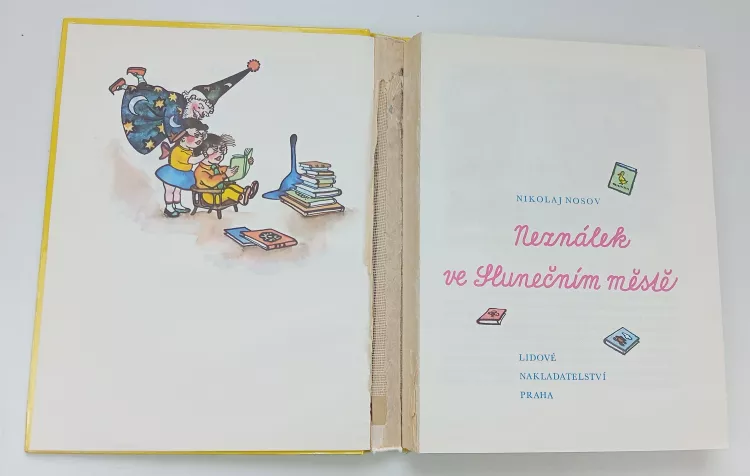 NIKOLAJ NOSOV
Neználek
ve Slunečním městě
LIDOVÉ
NAKLADATELSTVÍ
PRAHA